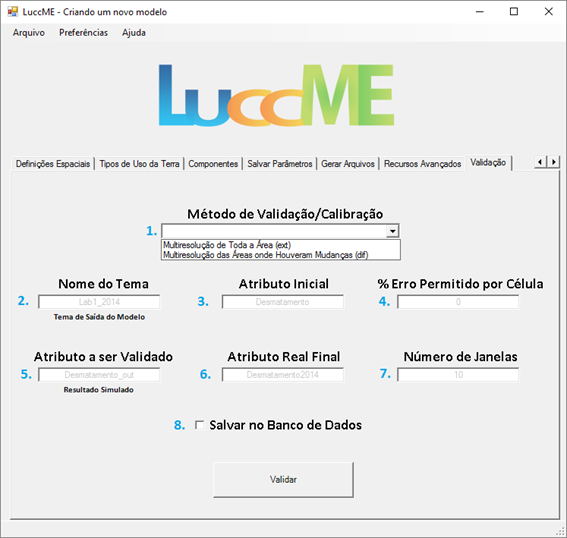 LuccME - Criando um novo modelo
Arquivo Preferências Ajuda
LuccME
Definições Espaciais Tipos de Uso da Terra Componentes Salvar Parâmetros Gerar Arquivos Recursos Avançados Validação
Método de Validação/Calibração
1.
Multiresolução de Toda a Área (ext)
Multiresolução das Áreas onde Houveram Mudanças (dif)
Nome do Tema Atributo Inicial % Erro Permitido por Célula
2. Lab1_2014 3. Desmatamento 4. 0
Tema de Saída do Modelo
Atributo a ser Validado Atributo Real Final Número de Janelas
5. Desmatamento_out 6. Desmatamento2014 7. 10
Resultado Simulado
8. Salvar no Banco de Dados
Validar